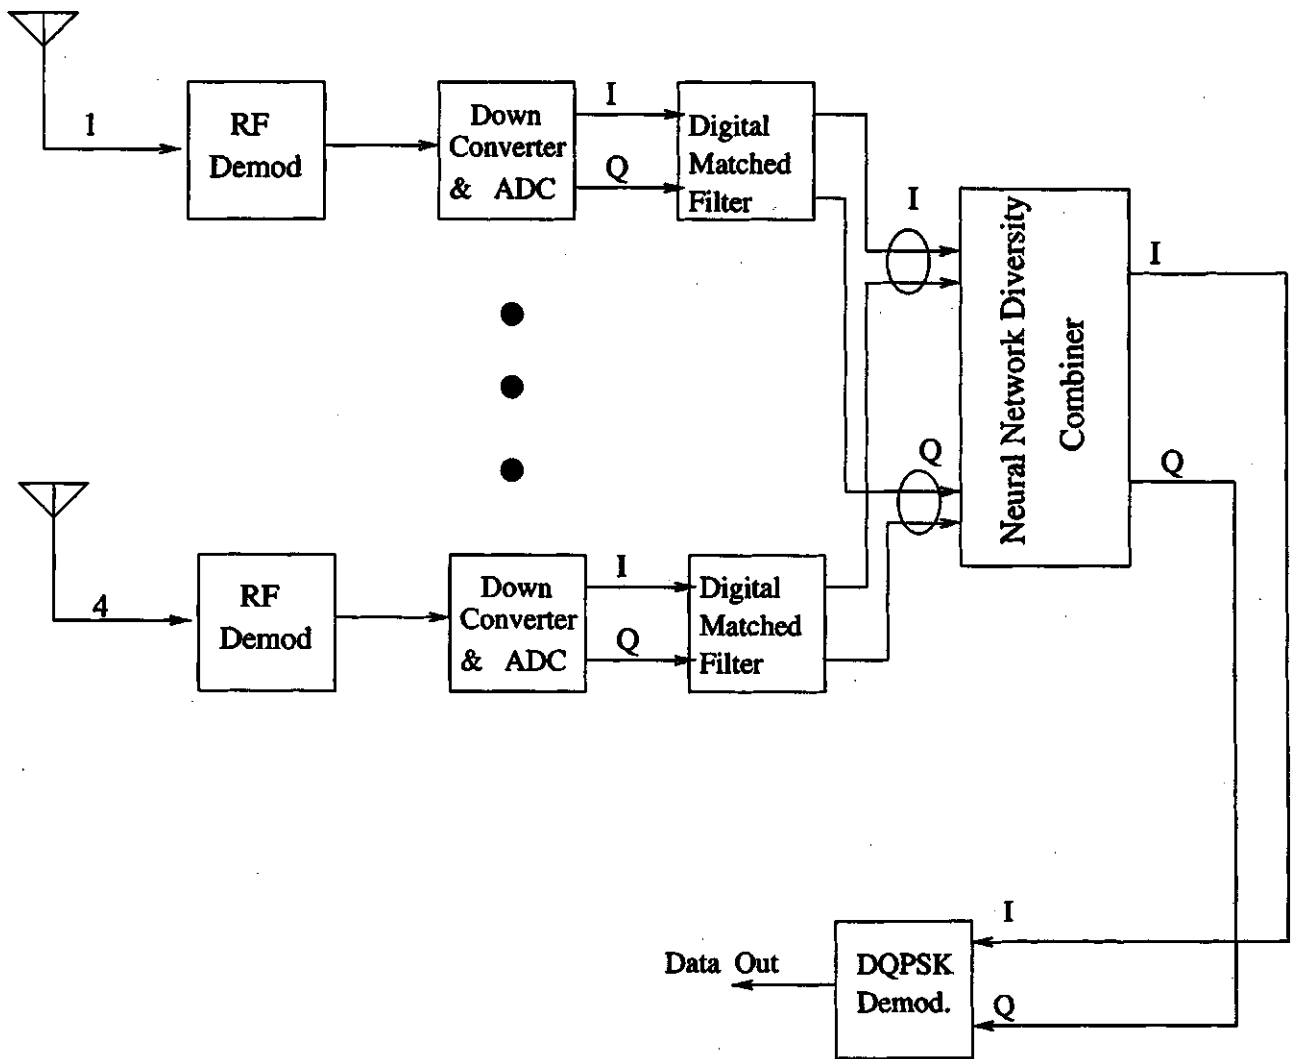 1
RF
Demod
Down
Converter
& ADC
I
Q
Digital
Matched
Filter
I
Q
Neural Network Diversity
Combiner
I
Q
4
RF
Demod
Down
Converter
& ADC
I
Q
Digital
Matched
Filter
I
Q
DQPSK
Demod.
Data Out